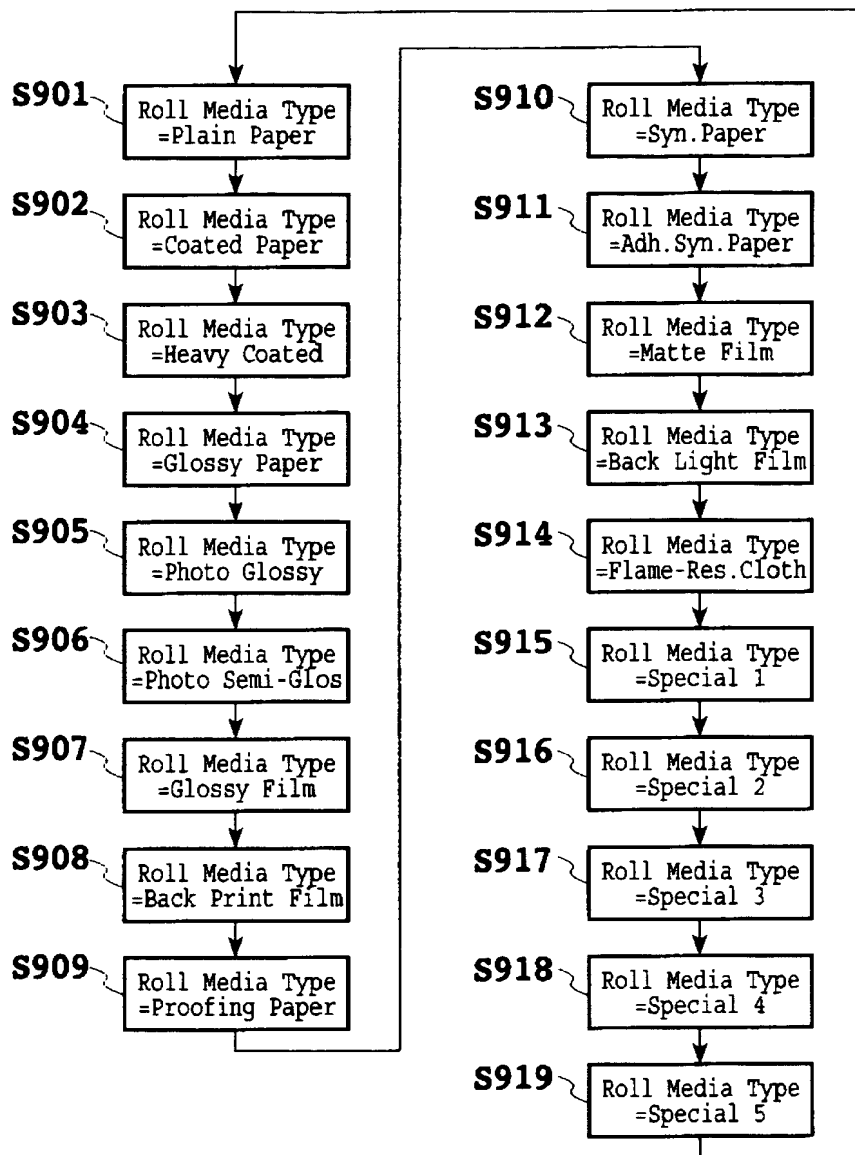 S901
Roll Media Type
=Plain Paper
S902
Roll Media Type
=Coated Paper
S903
Roll Media Type
=Heavy Coated
S904
Roll Media Type
=Glossy Paper
S905
Roll Media Type
=Photo Glossy
S906
Roll Media Type
=Photo Semi-Glos
S907
Roll Media Type
=Glossy Film
S908
Roll Media Type
=Back Print Film
S909
Roll Media Type
=Proofing Paper
S910
Roll Media Type
=Syn.Paper
S911
Roll Media Type
=Adh.Syn.Paper
S912
Roll Media Type
=Matte Film
S913
Roll Media Type
=Back Light Film
S914
Roll Media Type
=Flame-Res.Cloth
S915
Roll Media Type
=Special 1
S916
Roll Media Type
=Special 2
S917
Roll Media Type
=Special 3
S918
Roll Media Type
=Special 4
S919
Roll Media Type
=Special 5